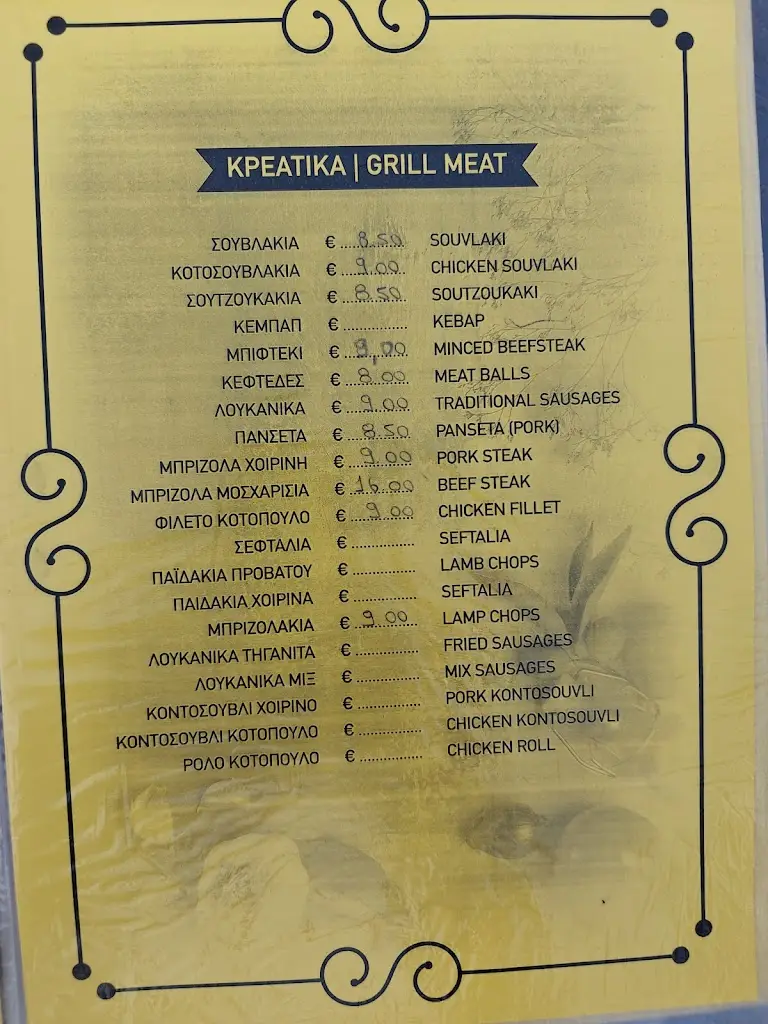 ΚΡΕΑΤΙΚΑ | GRILL MEAT
ΣΟΥΒΛΑΚΙΑ € 8.50 SOUVLAKI
ΚΟΤΟΣΟΥΒΛΑΚΙΑ € 9.00 CHICKEN SOUVLAKI
ΣΟΥΤΖΟΥΚΑΚΙΑ € 8.50 SOUTZOUKAKI
ΚΕΜΠΑΠ € .............. KEBAP
ΜΠΙΦΤΕΚΙ € 9,00 MINCED BEEFSTEAK
ΚΕΦΤΕΔΕΣ € 8.00 MEAT BALLS
ΛΟΥΚΑΝΙΚΑ € 9.00 TRADITIONAL SAUSAGES
ΠΑΝΣΕΤΑ € 8.50 PANSETA (PORK)
ΜΠΡΙΖΟΛΑ ΧΟΙΡΙΝΗ € 9.00 PORK STEAK
ΜΠΡΙΖΟΛΑ ΜΟΣΧΑΡΙΣΙΑ € 16.00 BEEF STEAK
ΦΙΛΕΤΟ ΚΟΤΟΠΟΥΛΟ € 9.00 CHICKEN FILLET
ΣΕΦΤΑΛΙΑ € .............. SEFTALIA
ΠΑΪΔΑΚΙΑ ΠΡΟΒΑΤΟΥ € .............. LAMB CHOPS
ΠΑΙΔΑΚΙΑ ΧΟΙΡΙΝΑ € .............. SEFTALIA
ΜΠΡΙΖΟΛΑΚΙΑ € 9.00 LAMP CHOPS
ΛΟΥΚΑΝΙΚΑ ΤΗΓΑΝΙΤΑ € .............. FRIED SAUSAGES
ΛΟΥΚΑΝΙΚΑ ΜΙΞ € .............. MIX SAUSAGES
ΚΟΝΤΟΣΟΥΒΛΙ ΧΟΙΡΙΝΟ € .............. PORK KONTOSOUVLI
ΚΟΝΤΟΣΟΥΒΛΙ ΚΟΤΟΠΟΥΛΟ € .............. CHICKEN KONTOSOUVLI
ΡΟΛΟ ΚΟΤΟΠΟΥΛΟ € .............. CHICKEN ROLL